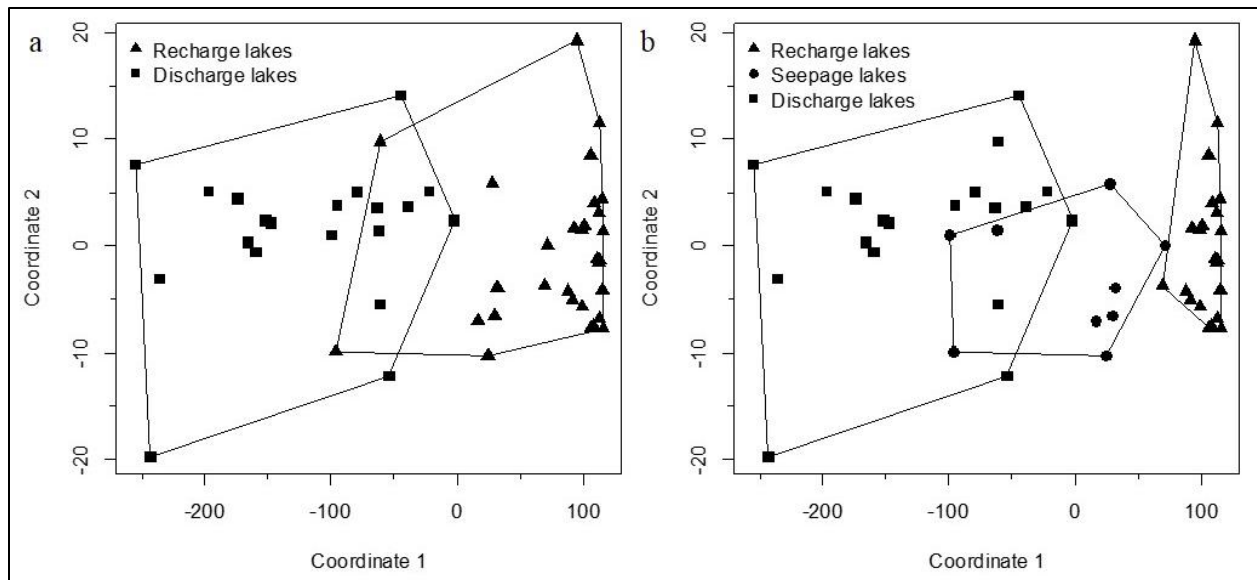 a
Recharge lakes
Discharge lakes
20
10
0
-10
-20
Coordinate 2
-200
-100
0
100
Coordinate 1
b
Recharge lakes
Seepage lakes
Discharge lakes
20
10
0
-10
-20
Coordinate 2
-200
-100
0
100
Coordinate 1